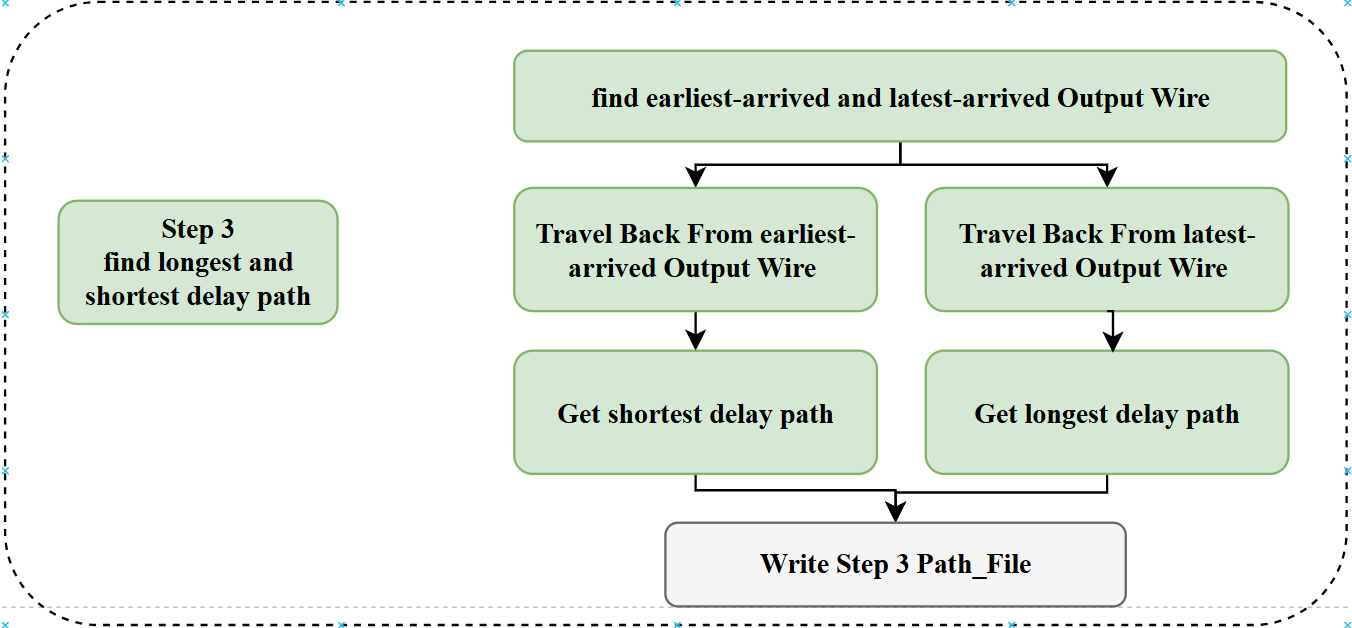 find earliest-arrived and latest-arrived Output Wire
Step 3
find longest and
shortest delay path
Travel Back From earliest-
arrived Output Wire
Travel Back From latest-
arrived Output Wire
Get shortest delay path
Get longest delay path
Write Step 3 Path_File